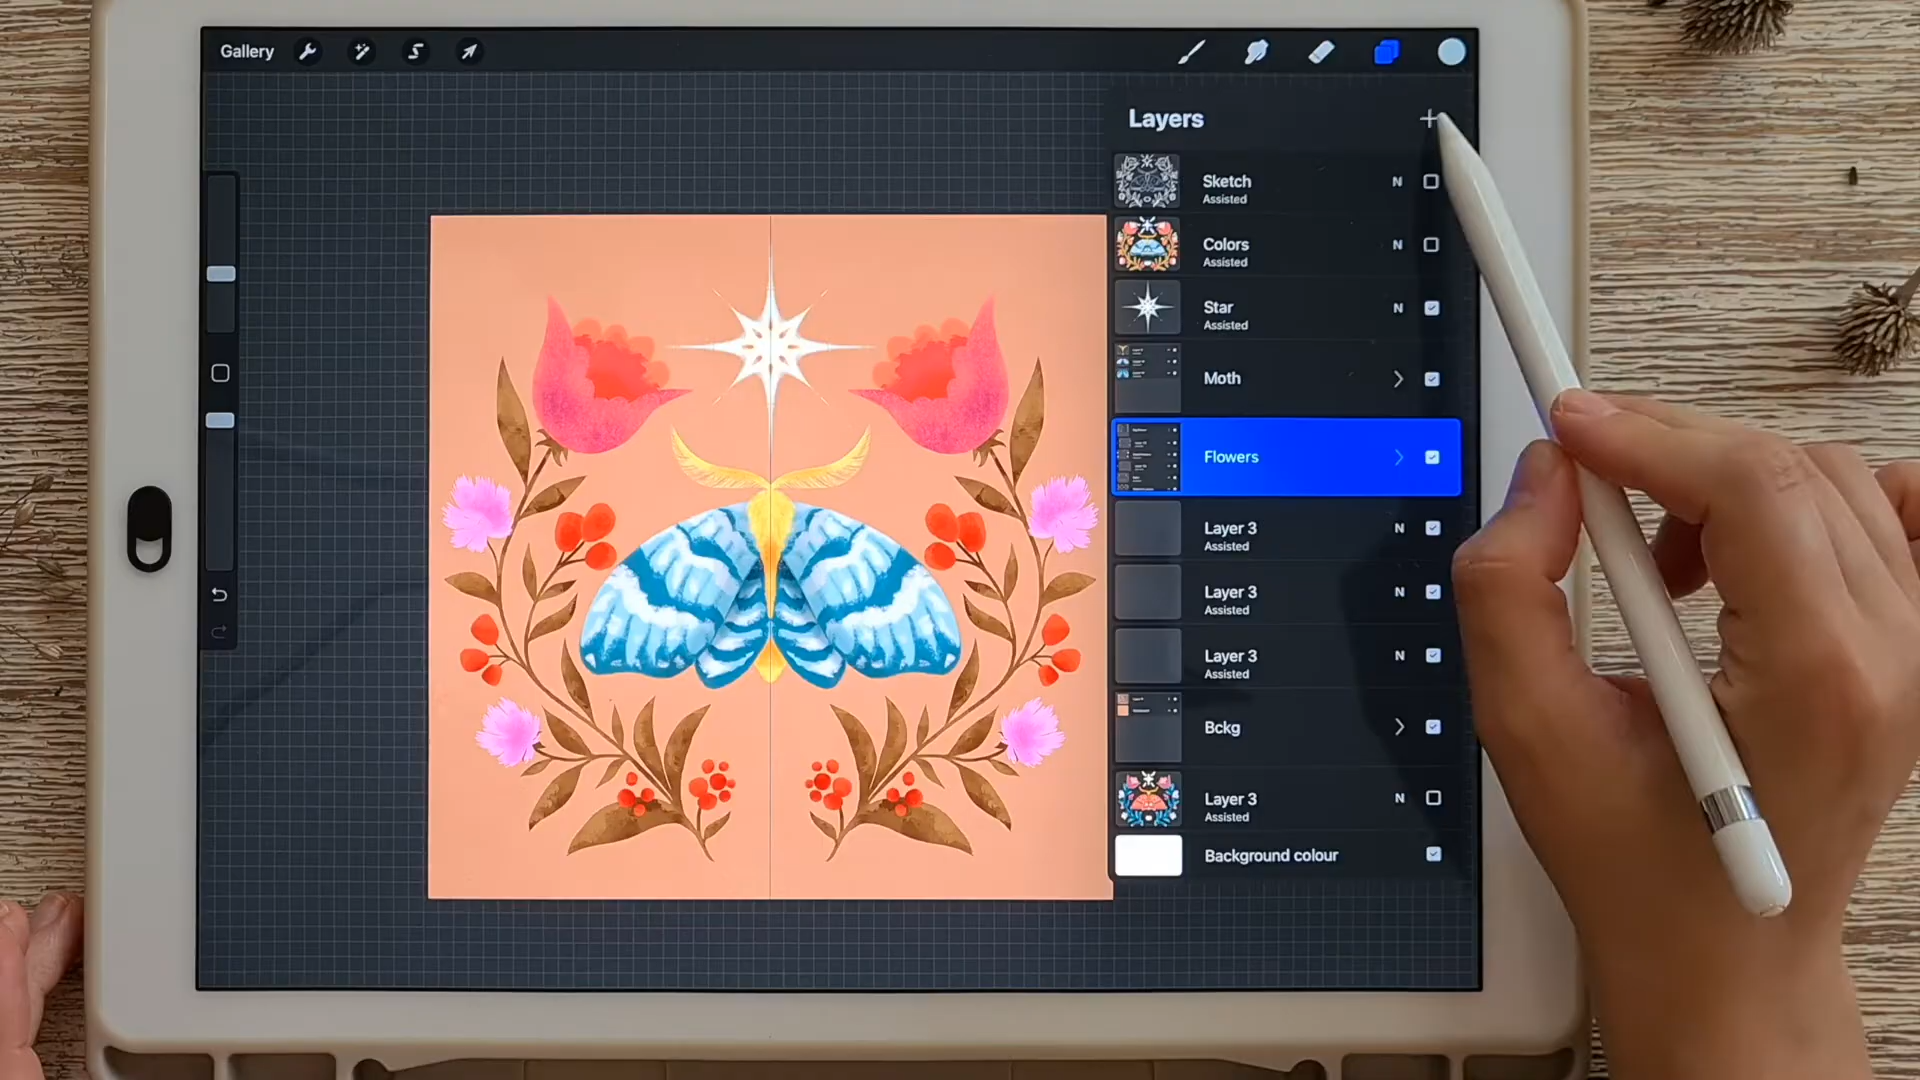 Gallery
Layers
Sketch
N
Assisted
Colors
N
Assisted
Star
N
Assisted
Moth
Flowers
Layer 3
N
Assisted
Layer 3
N
Assisted
Layer 3
N
Assisted
Bckg
Layer 3
N
Assisted
Background colour